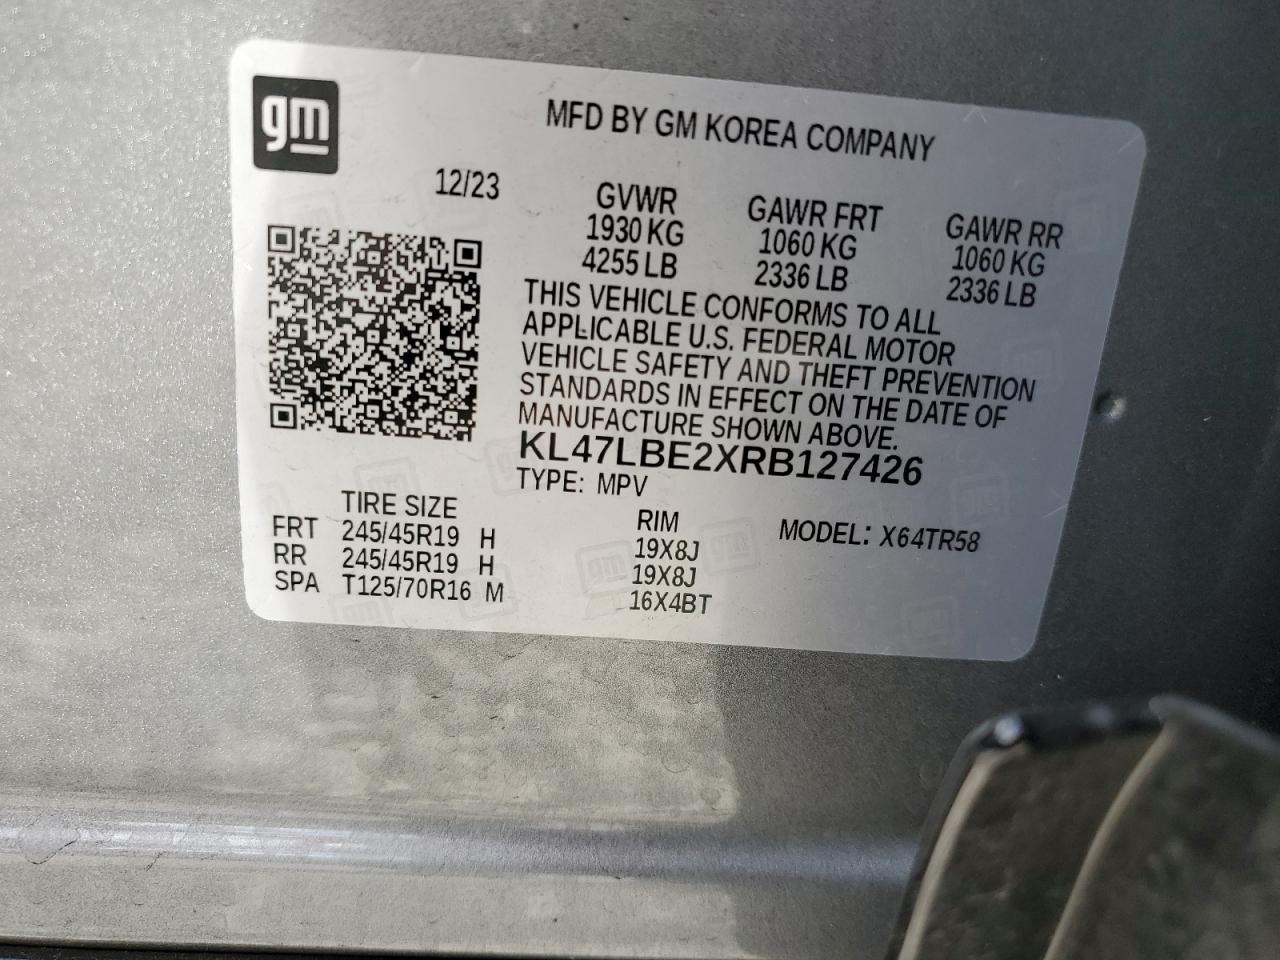 gm
MFD BY GM KOREA COMPANY
12/23
GVWR
1930 KG
4255 LB
GAWR FRT
1060 KG
2336 LB
GAWR RR
1060 KG
2336 LB
THIS VEHICLE CONFORMS TO ALL
APPLICABLE U.S. FEDERAL MOTOR
VEHICLE SAFETY AND THEFT PREVENTION
STANDARDS IN EFFECT ON THE DATE OF
MANUFACTURE SHOWN ABOVE.
KL47LBE2XRB127426
TYPE: MPV
TIRE SIZE RIM MODEL: X64TR58
FRT 245/45R19 H 19X8J
RR 245/45R19 H 19X8J
SPA T125/70R16 M 16X4BT